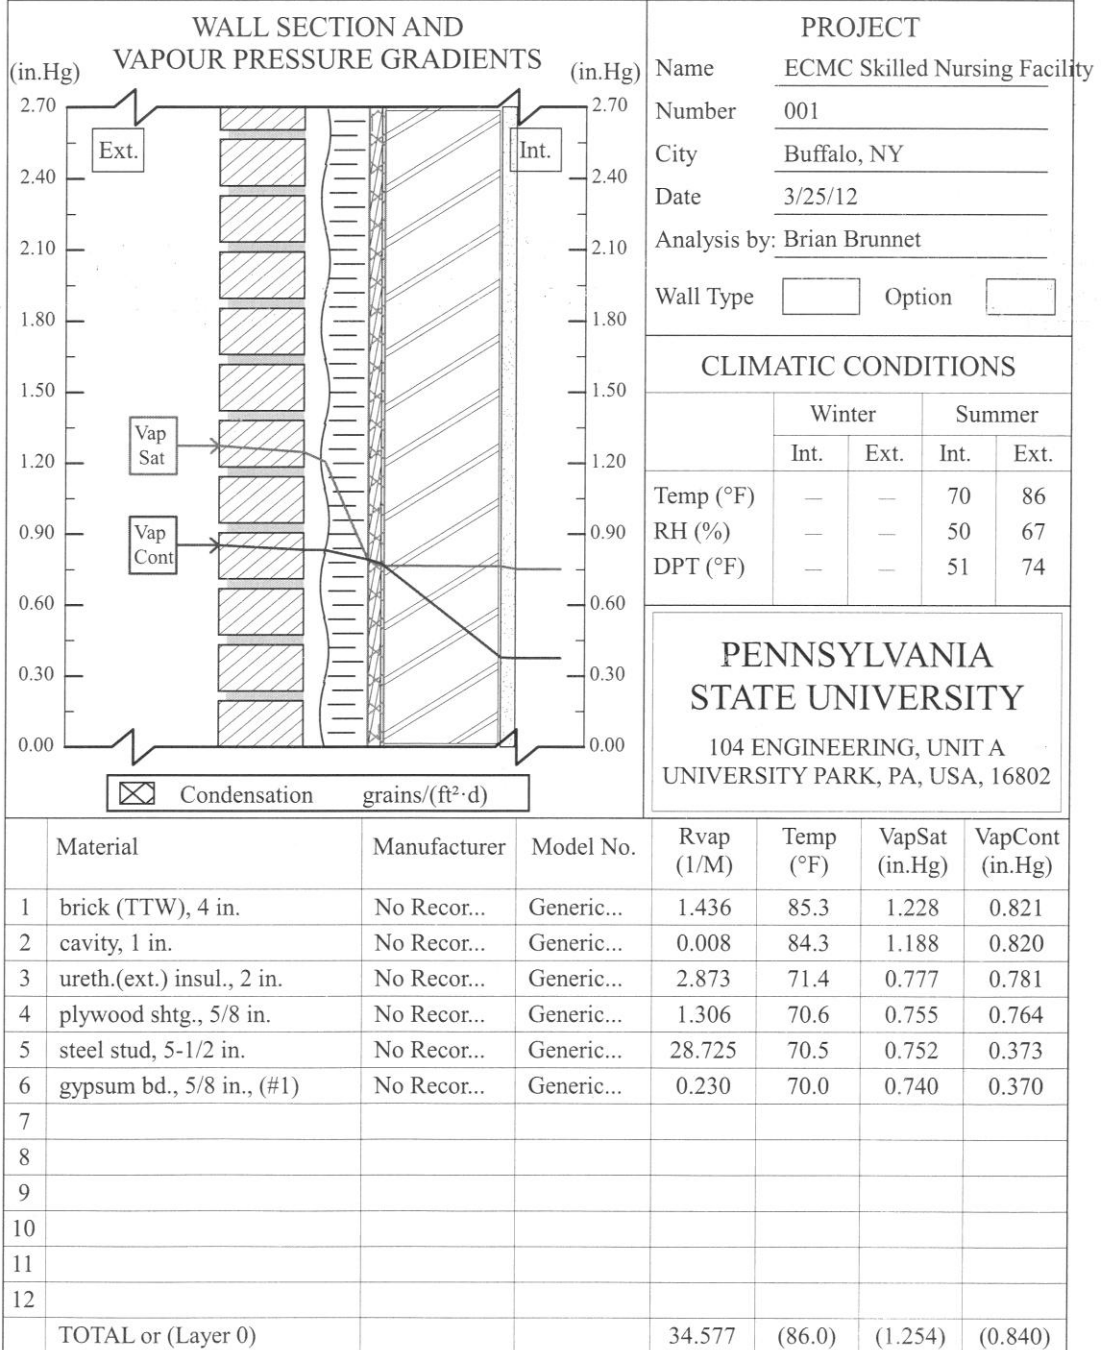 WALL SECTION AND
VAPOUR PRESSURE GRADIENTS
(in.Hg)
(in.Hg)
2.70
2.40
2.10
1.80
1.50
1.20
0.90
0.60
0.30
0.00
Ext.
Int.
Vap
Sat
Vap
Cont
2.70
2.40
2.10
1.80
1.50
1.20
0.90
0.60
0.30
0.00
Condensation grains/(ft²·d)
PROJECT
Name ECMC Skilled Nursing Facility
Number 001
City Buffalo, NY
Date 3/25/12
Analysis by: Brian Brunnet
Wall Type Option
CLIMATIC CONDITIONS
Winter Summer
Int. Ext. Int. Ext.
Temp (°F) — — 70 86
RH (%) — — 50 67
DPT (°F) — — 51 74
PENNSYLVANIA
STATE UNIVERSITY
104 ENGINEERING, UNIT A
UNIVERSITY PARK, PA, USA, 16802
Material Manufacturer Model No. Rvap (1/M) Temp (°F) VapSat (in.Hg) VapCont (in.Hg)
1 brick (TTW), 4 in. No Recor... Generic... 1.436 85.3 1.228 0.821
2 cavity, 1 in. No Recor... Generic... 0.008 84.3 1.188 0.820
3 ureth.(ext.) insul., 2 in. No Recor... Generic... 2.873 71.4 0.777 0.781
4 plywood shtg., 5/8 in. No Recor... Generic... 1.306 70.6 0.755 0.764
5 steel stud, 5-1/2 in. No Recor... Generic... 28.725 70.5 0.752 0.373
6 gypsum bd., 5/8 in., (#1) No Recor... Generic... 0.230 70.0 0.740 0.370
7
8
9
10
11
12
TOTAL or (Layer 0) 34.577 (86.0) (1.254) (0.840)